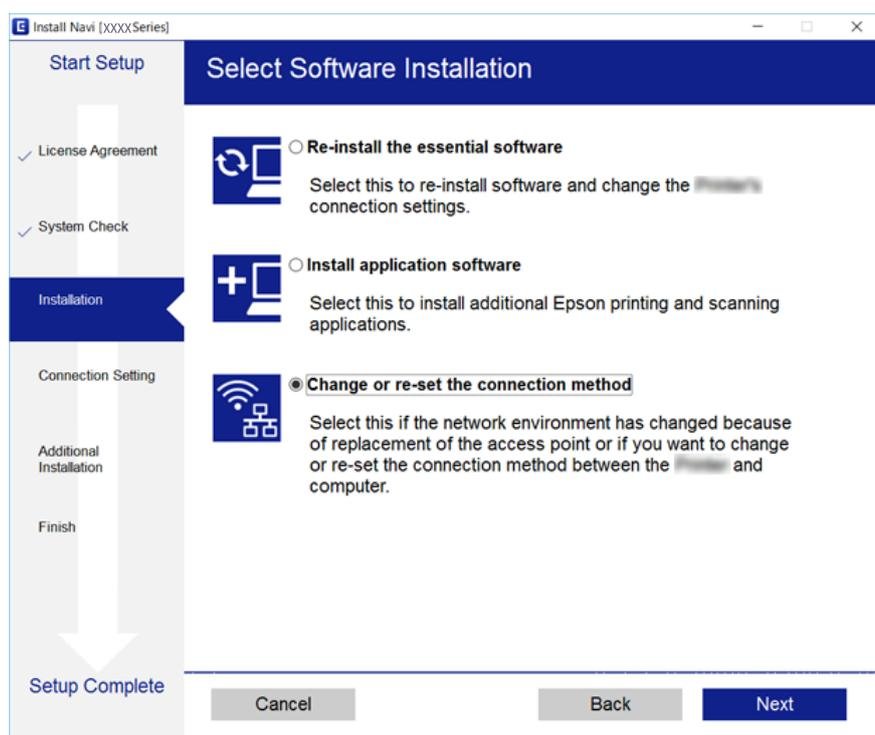 Install Navi [XXXX Series]
Start Setup
Select Software Installation
License Agreement
System Check
Installation
Connection Setting
Additional
Installation
Finish
Setup Complete
Re-install the essential software
Select this to re-install software and change the
connection settings.
Install application software
Select this to install additional Epson printing and scanning
applications.
Change or re-set the connection method
Select this if the network environment has changed because
of replacement of the access point or if you want to change
or re-set the connection method between the and
computer.
Cancel
Back
Next